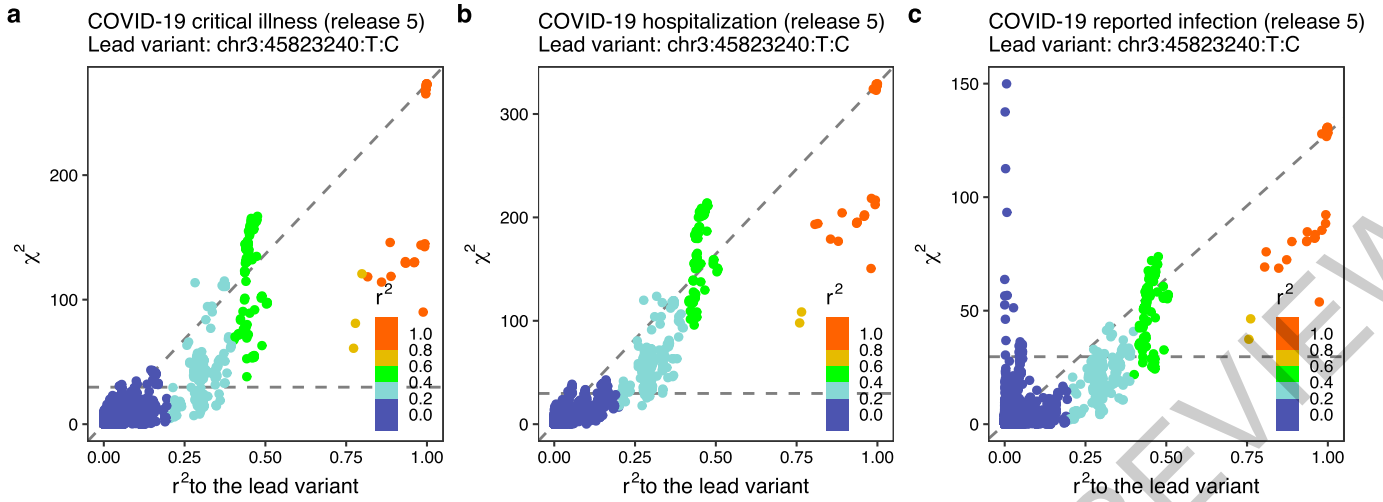 a
COVID-19 critical illness (release 5)
Lead variant: chr3:45823240:T:C
χ²
200
100
0
0.00 0.25 0.50 0.75 1.00
r²to the lead variant
r²
1.0
0.8
0.6
0.4
0.2
0.0
b
COVID-19 hospitalization (release 5)
Lead variant: chr3:45823240:T:C
χ²
300
200
100
0
0.00 0.25 0.50 0.75 1.00
r²to the lead variant
r²
1.0
0.8
0.6
0.4
0.2
0.0
c
COVID-19 reported infection (release 5)
Lead variant: chr3:45823240:T:C
χ²
150
100
50
0
0.00 0.25 0.50 0.75 1.00
r²to the lead variant
r²
1.0
0.8
0.6
0.4
0.2
0.0
REVIEW